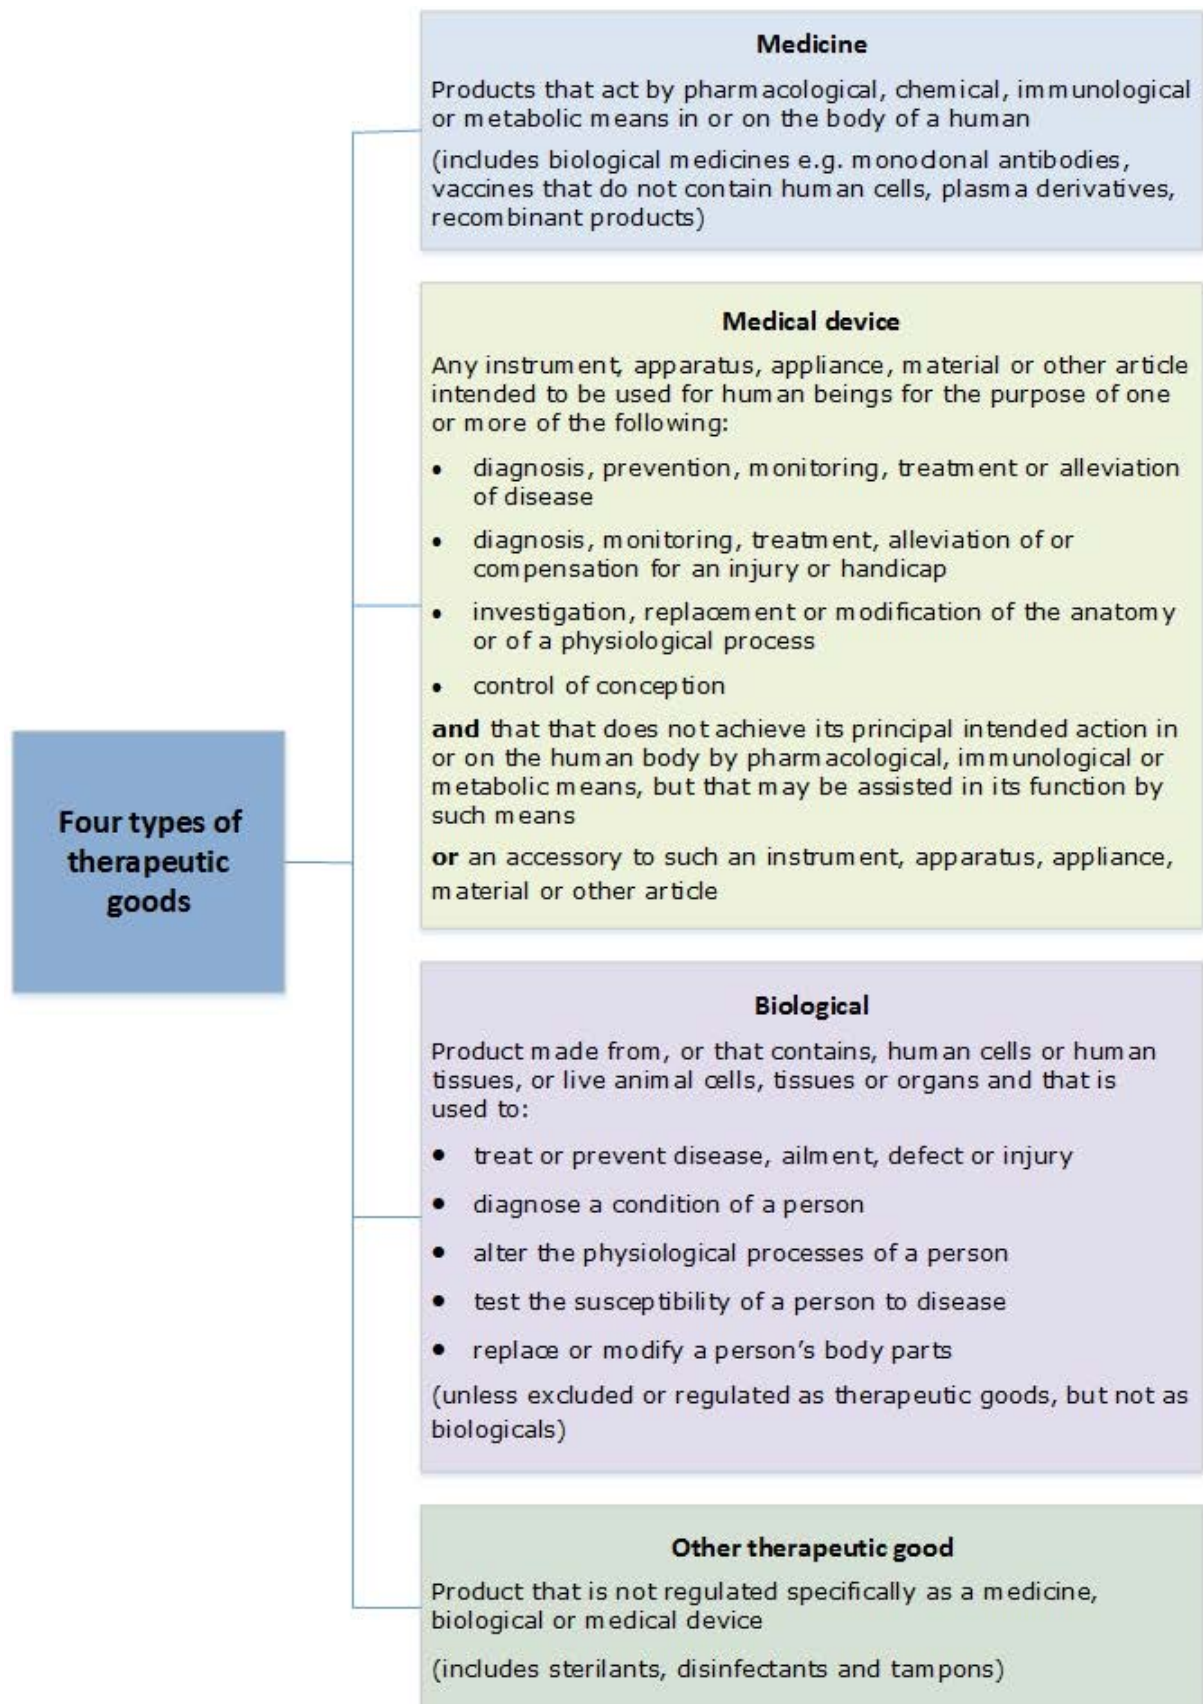 Medicine
Products that act by pharmacological, chemical, immunological
or metabolic means in or on the body of a human
(includes biological medicines e.g. monoclonal antibodies,
vaccines that do not contain human cells, plasma derivatives,
recombinant products)
Medical device
Any instrument, apparatus, appliance, material or other article
intended to be used for human beings for the purpose of one
or more of the following:
• diagnosis, prevention, monitoring, treatment or alleviation
of disease
• diagnosis, monitoring, treatment, alleviation of or
compensation for an injury or handicap
• investigation, replacement or modification of the anatomy
or of a physiological process
• control of conception
and that that does not achieve its principal intended action in
or on the human body by pharmacological, immunological or
metabolic means, but that may be assisted in its function by
such means
or an accessory to such an instrument, apparatus, appliance,
material or other article
Four types of
therapeutic
goods
Biological
Product made from, or that contains, human cells or human
tissues, or live animal cells, tissues or organs and that is
used to:
• treat or prevent disease, ailment, defect or injury
• diagnose a condition of a person
• alter the physiological processes of a person
• test the susceptibility of a person to disease
• replace or modify a person's body parts
(unless excluded or regulated as therapeutic goods, but not as
biologicals)
Other therapeutic good
Product that is not regulated specifically as a medicine,
biological or medical device
(includes sterilants, disinfectants and tampons)